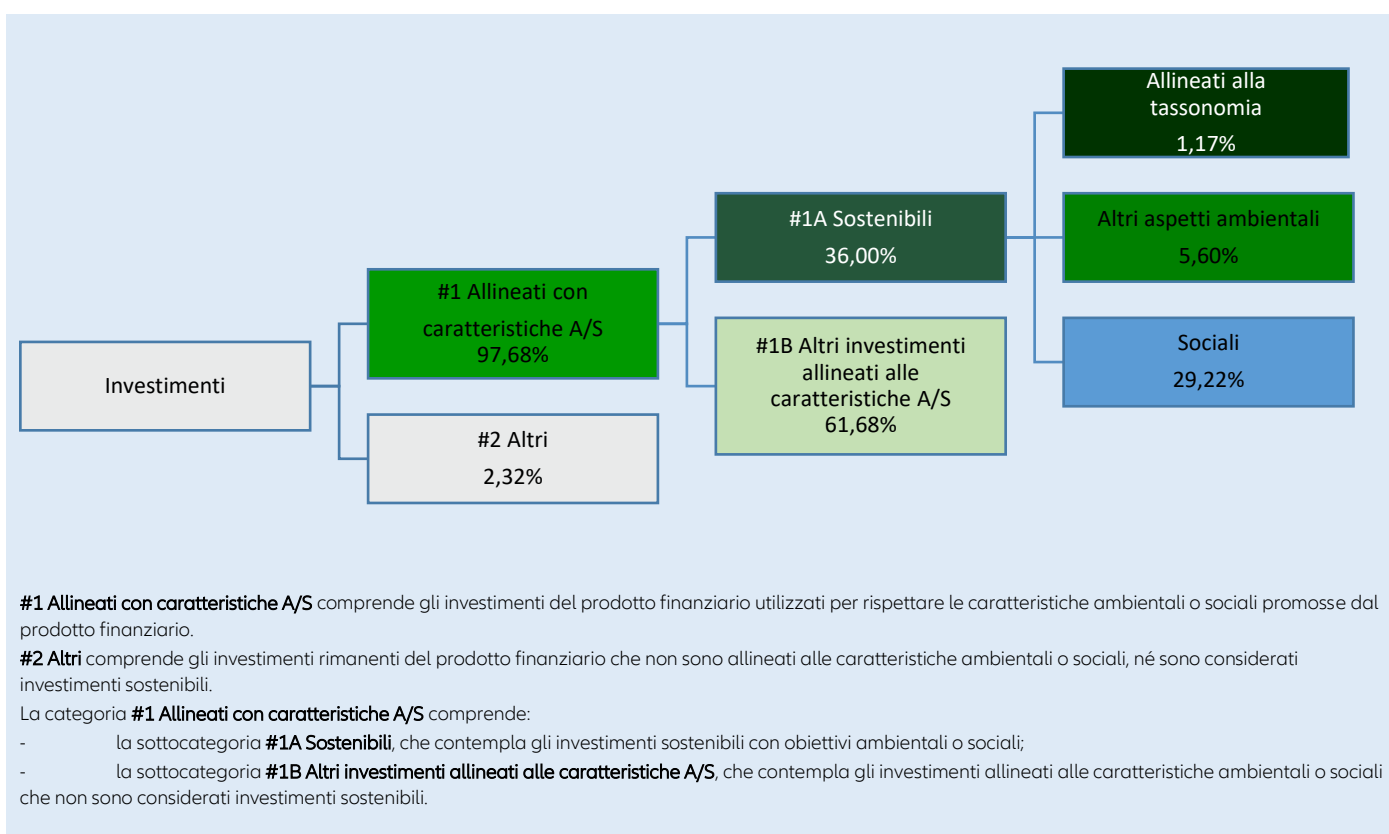 Investimenti
#1 Allineati con
caratteristiche A/S
97,68%
#2 Altri
2,32%
#1A Sostenibili
36,00%
#1B Altri investimenti
allineati alle
caratteristiche A/S
61,68%
Allineati alla
tassonomia
1,17%
Altri aspetti ambientali
5,60%
Sociali
29,22%
#1 Allineati con caratteristiche A/S comprende gli investimenti del prodotto finanziario utilizzati per rispettare le caratteristiche ambientali o sociali promosse dal
prodotto finanziario.
#2 Altri comprende gli investimenti rimanenti del prodotto finanziario che non sono allineati alle caratteristiche ambientali o sociali, né sono considerati
investimenti sostenibili.
La categoria #1 Allineati con caratteristiche A/S comprende:
- la sottocategoria #1A Sostenibili, che contempla gli investimenti sostenibili con obiettivi ambientali o sociali;
- la sottocategoria #1B Altri investimenti allineati alle caratteristiche A/S, che contempla gli investimenti allineati alle caratteristiche ambientali o sociali
che non sono considerati investimenti sostenibili.